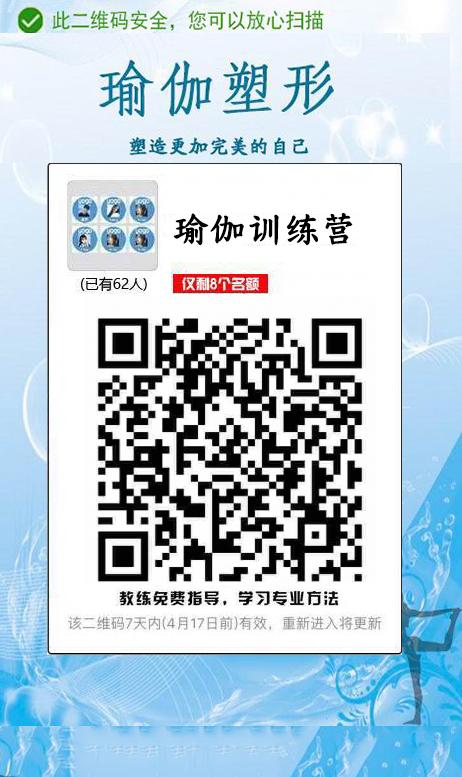 此二维码安全，您可以放心扫描
瑜伽塑形
塑造更加完美的自己
瑜伽训练营
(已有62人)
仅剩8个名额
教练免费指导，学习专业方法
该二维码7天内(4月17日前)有效，重新进入将更新